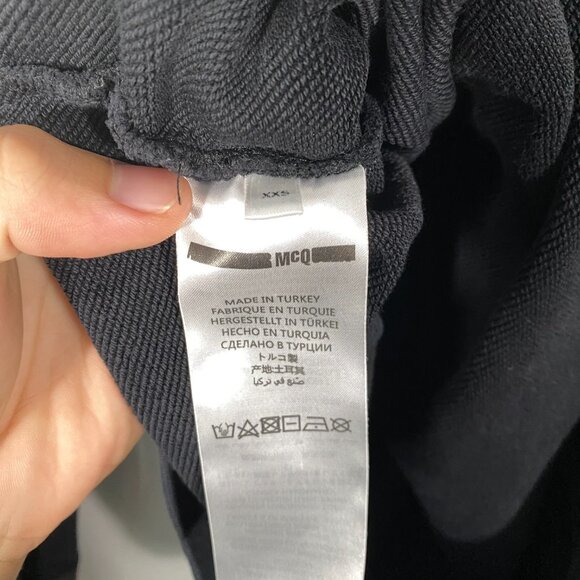 XXS
McQ
MADE IN TURKEY
FABRIQUE EN TURQUIE
HERGESTELLT IN TÜRKEI
HECHO EN TURQUIA
СДЕЛАНО В ТУРЦИИ
トルコ製
产地:土耳其
صنع في تركيا